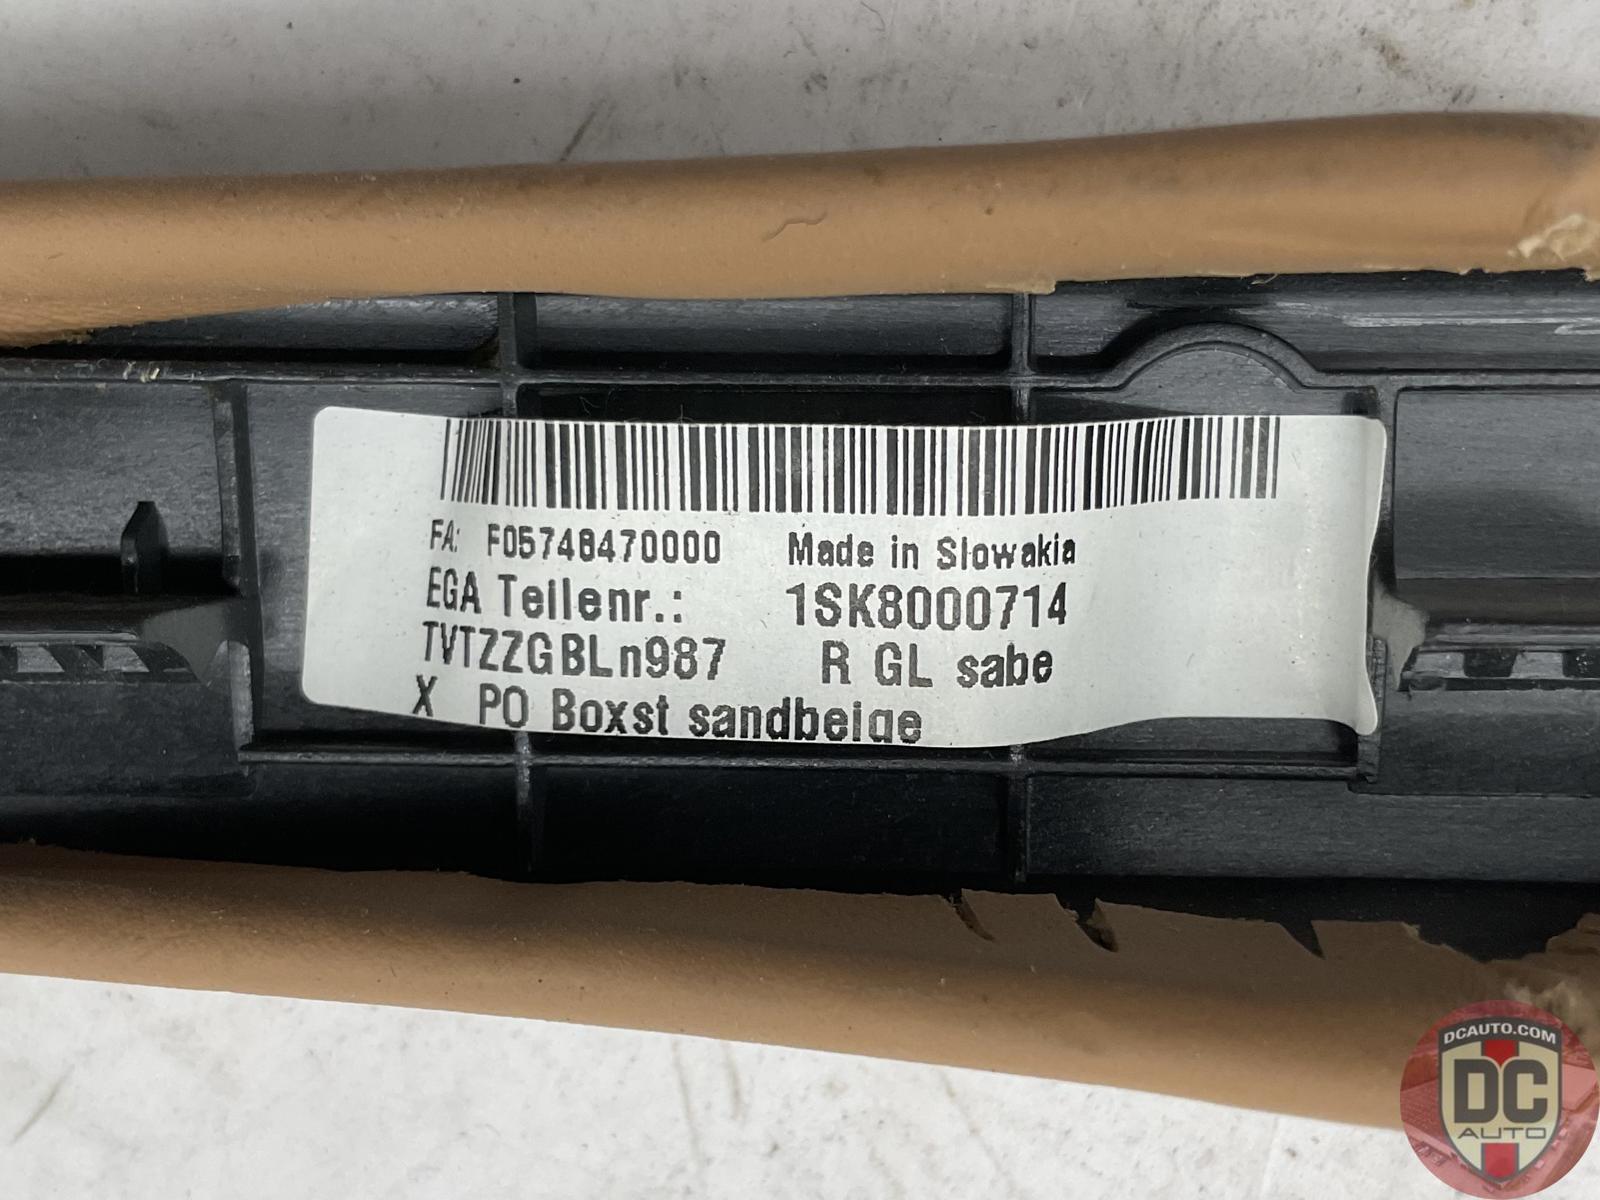 FA: F05748470000 Made in Slowakia
EGA Teilenr.: 1SK8000714
TVTZZGBLn987 R GL sabe
X PO Boxst sandbeige
DCAUTO.COM
DC
AUTO